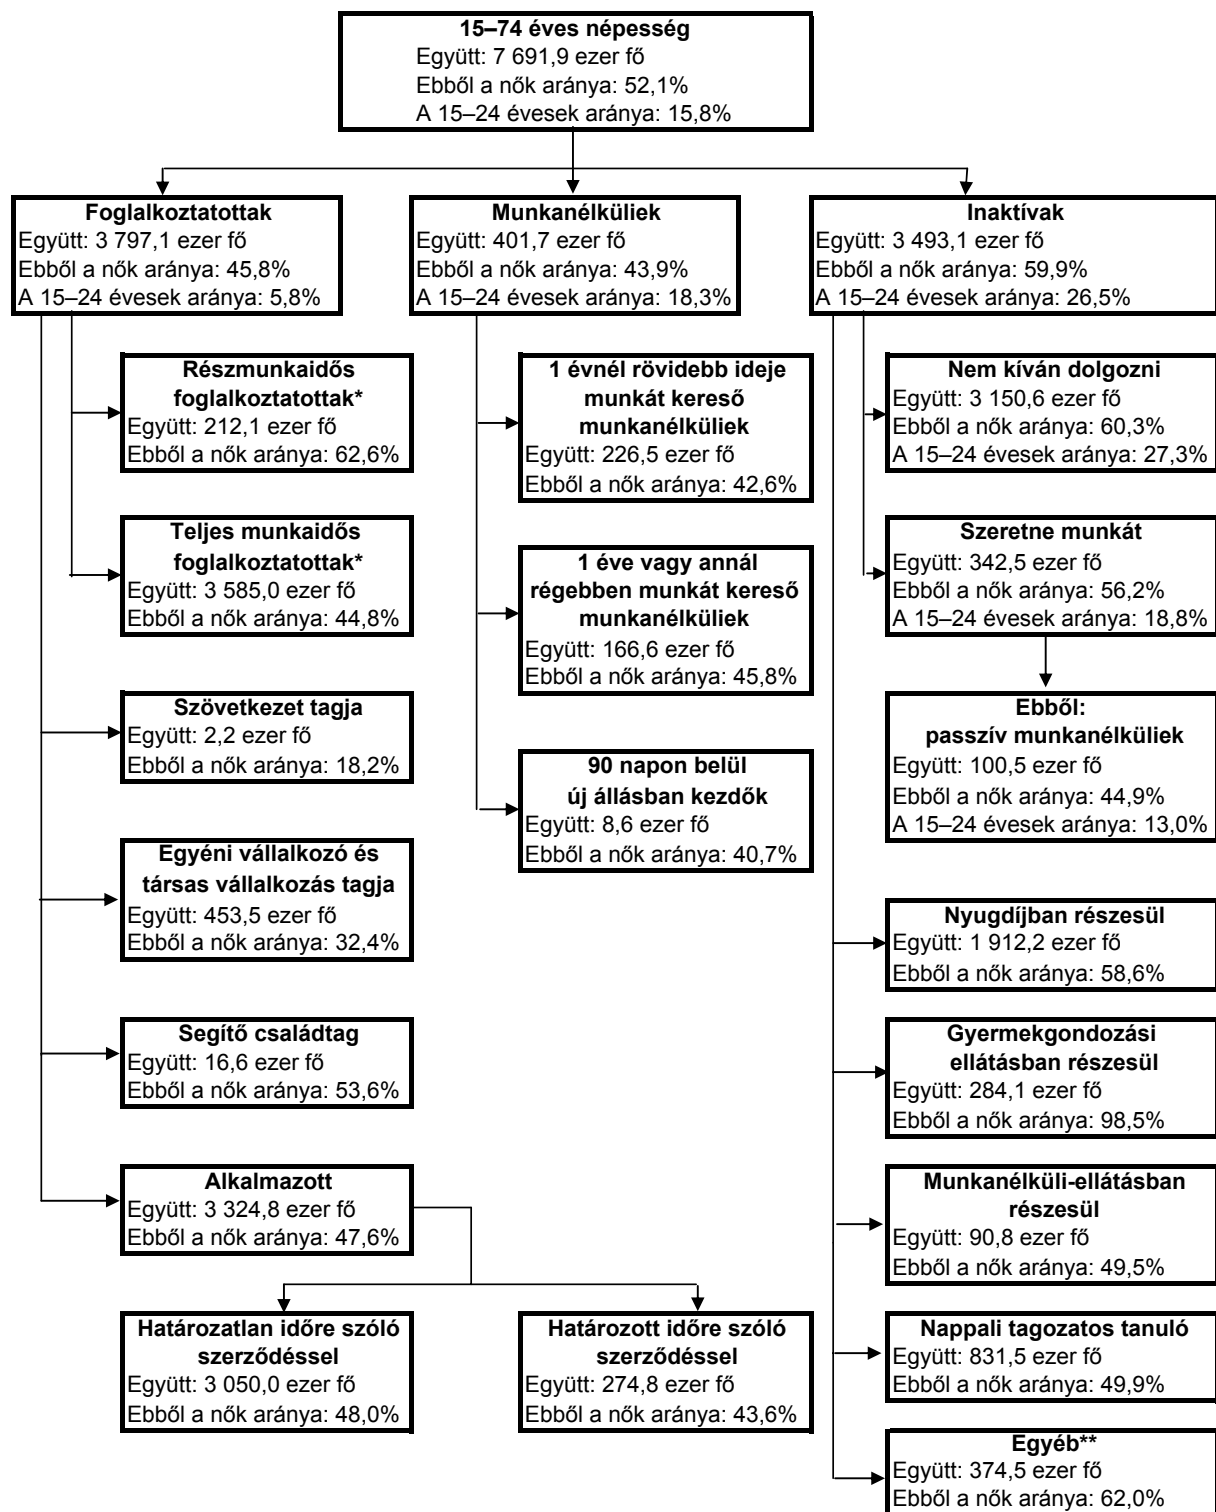 15–74 éves népesség
Együtt: 7 691,9 ezer fő
Ebből a nők aránya: 52,1%
A 15–24 évesek aránya: 15,8%
Foglalkoztatottak
Együtt: 3 797,1 ezer fő
Ebből a nők aránya: 45,8%
A 15–24 évesek aránya: 5,8%
Munkanélküliek
Együtt: 401,7 ezer fő
Ebből a nők aránya: 43,9%
A 15–24 évesek aránya: 18,3%
Inaktívak
Együtt: 3 493,1 ezer fő
Ebből a nők aránya: 59,9%
A 15–24 évesek aránya: 26,5%
Részmunkaidős
foglalkoztatottak*
Együtt: 212,1 ezer fő
Ebből a nők aránya: 62,6%
Teljes munkaidős
foglalkoztatottak*
Együtt: 3 585,0 ezer fő
Ebből a nők aránya: 44,8%
Szövetkezet tagja
Együtt: 2,2 ezer fő
Ebből a nők aránya: 18,2%
Egyéni vállalkozó és
társas vállalkozás tagja
Együtt: 453,5 ezer fő
Ebből a nők aránya: 32,4%
Segítő családtag
Együtt: 16,6 ezer fő
Ebből a nők aránya: 53,6%
Alkalmazott
Együtt: 3 324,8 ezer fő
Ebből a nők aránya: 47,6%
Határozatlan időre szóló
szerződéssel
Együtt: 3 050,0 ezer fő
Ebből a nők aránya: 48,0%
Határozott időre szóló
szerződéssel
Együtt: 274,8 ezer fő
Ebből a nők aránya: 43,6%
1 évnél rövidebb ideje
munkát kereső
munkanélküliek
Együtt: 226,5 ezer fő
Ebből a nők aránya: 42,6%
1 éve vagy annál
régebben munkát kereső
munkanélküliek
Együtt: 166,6 ezer fő
Ebből a nők aránya: 45,8%
90 napon belül
új állásban kezdők
Együtt: 8,6 ezer fő
Ebből a nők aránya: 40,7%
Nem kíván dolgozni
Együtt: 3 150,6 ezer fő
Ebből a nők aránya: 60,3%
A 15–24 évesek aránya: 27,3%
Szeretne munkát
Együtt: 342,5 ezer fő
Ebből a nők aránya: 56,2%
A 15–24 évesek aránya: 18,8%
Ebből:
passzív munkanélküliek
Együtt: 100,5 ezer fő
Ebből a nők aránya: 44,9%
A 15–24 évesek aránya: 13,0%
Nyugdíjban részesül
Együtt: 1 912,2 ezer fő
Ebből a nők aránya: 58,6%
Gyermekgondozási
ellátásban részesül
Együtt: 284,1 ezer fő
Ebből a nők aránya: 98,5%
Munkanélküli-ellátásban
részesül
Együtt: 90,8 ezer fő
Ebből a nők aránya: 49,5%
Nappali tagozatos tanuló
Együtt: 831,5 ezer fő
Ebből a nők aránya: 49,9%
Egyéb**
Együtt: 374,5 ezer fő
Ebből a nők aránya: 62,0%